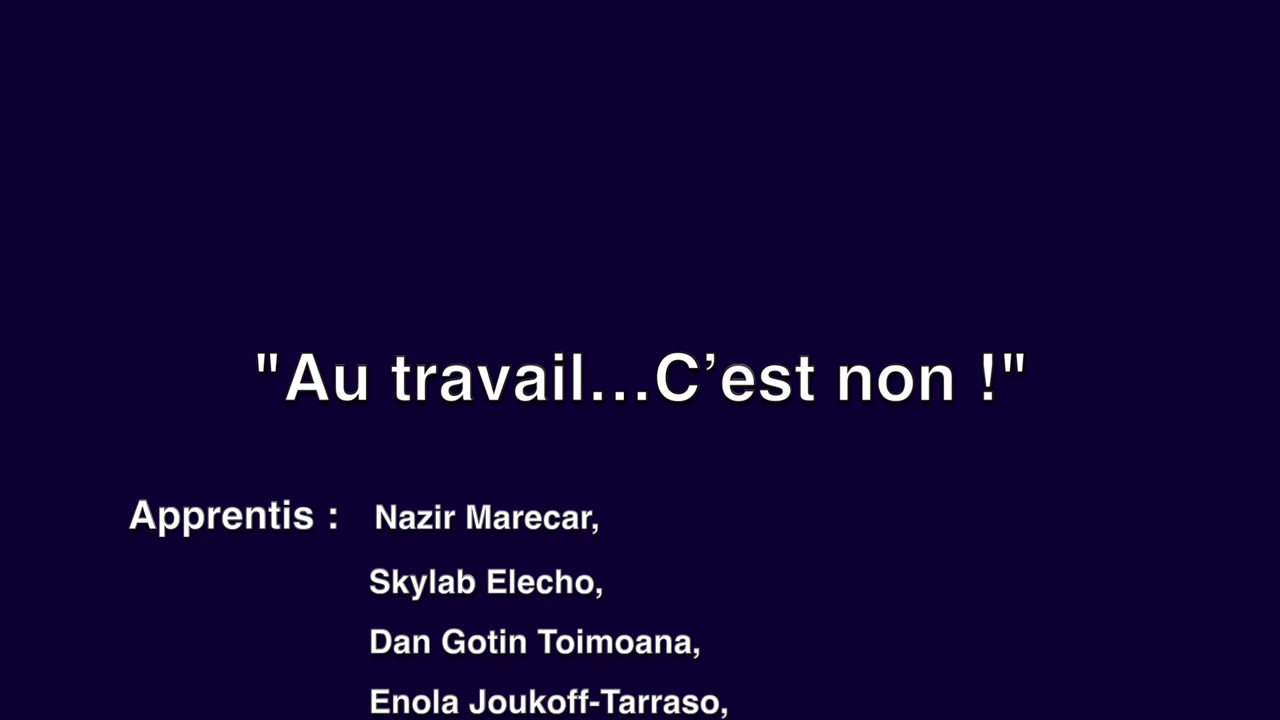 "Au travail...C’est non !"
Apprentis : Nazir Marecar,
Skylab Elecho,
Dan Gotin Toimoana,
Enola Joukoff-Tarraso,